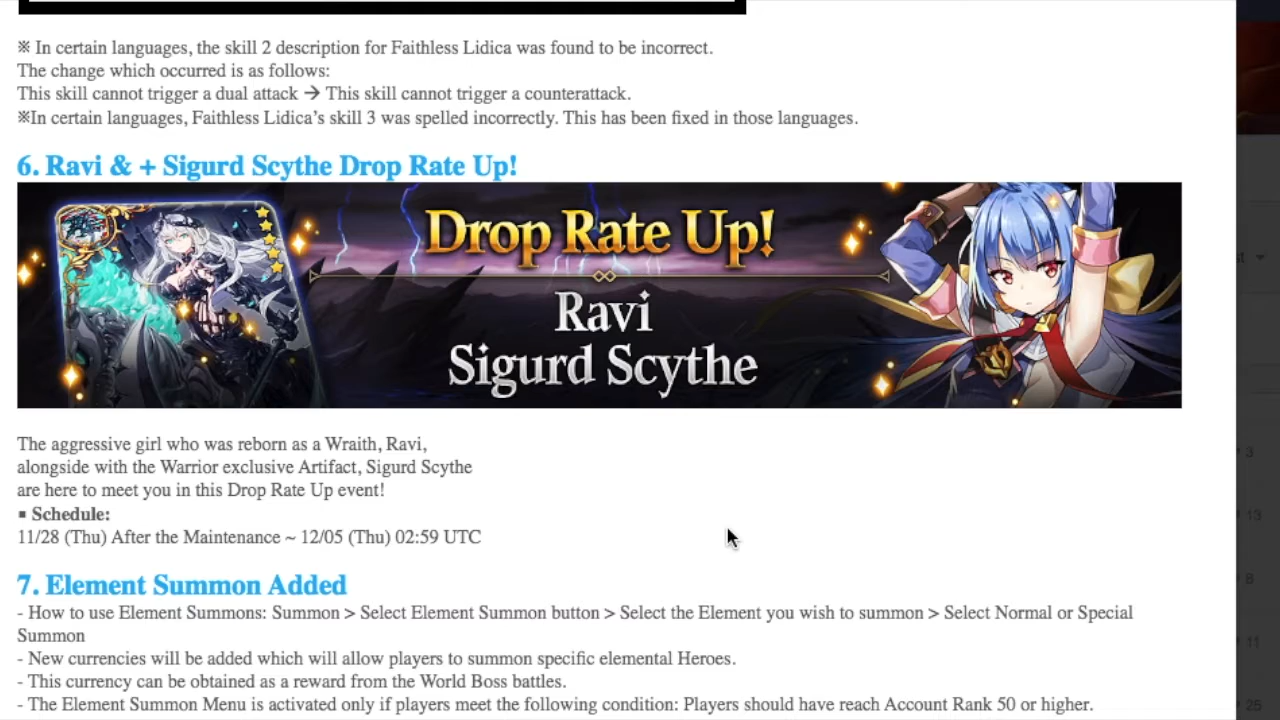 ※ In certain languages, the skill 2 description for Faithless Lidica was found to be incorrect.
The change which occurred is as follows:
This skill cannot trigger a dual attack → This skill cannot trigger a counterattack.
※In certain languages, Faithless Lidica's skill 3 was spelled incorrectly. This has been fixed in those languages.
6. Ravi & + Sigurd Scythe Drop Rate Up!
Drop Rate Up!
Ravi
Sigurd Scythe
The aggressive girl who was reborn as a Wraith, Ravi,
alongside with the Warrior exclusive Artifact, Sigurd Scythe
are here to meet you in this Drop Rate Up event!
▪ Schedule:
11/28 (Thu) After the Maintenance ~ 12/05 (Thu) 02:59 UTC
7. Element Summon Added
- How to use Element Summons: Summon > Select Element Summon button > Select the Element you wish to summon > Select Normal or Special
Summon
- New currencies will be added which will allow players to summon specific elemental Heroes.
- This currency can be obtained as a reward from the World Boss battles.
- The Element Summon Menu is activated only if players meet the following condition: Players should have reach Account Rank 50 or higher.
3
13
8
11
25